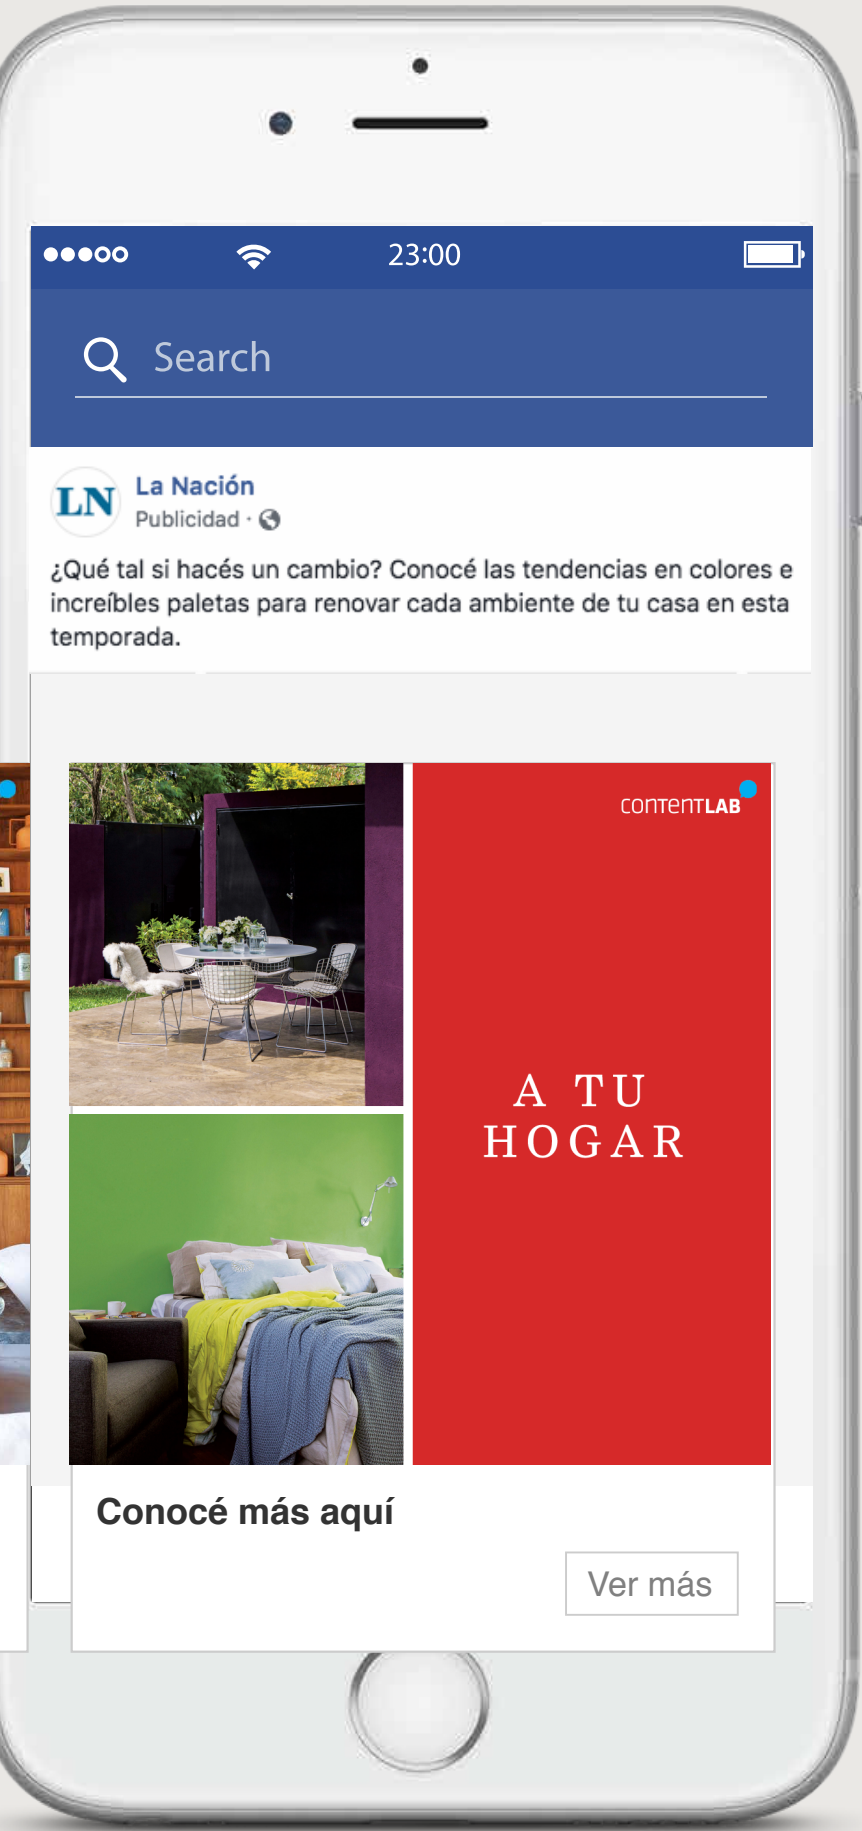 23:00
Search
LN
La Nación
Publicidad ·
¿Qué tal si hacés un cambio? Conocé las tendencias en colores e
increíbles paletas para renovar cada ambiente de tu casa en esta
temporada.
CONTENTLAB
A TU
HOGAR
Conocé más aquí
Ver más